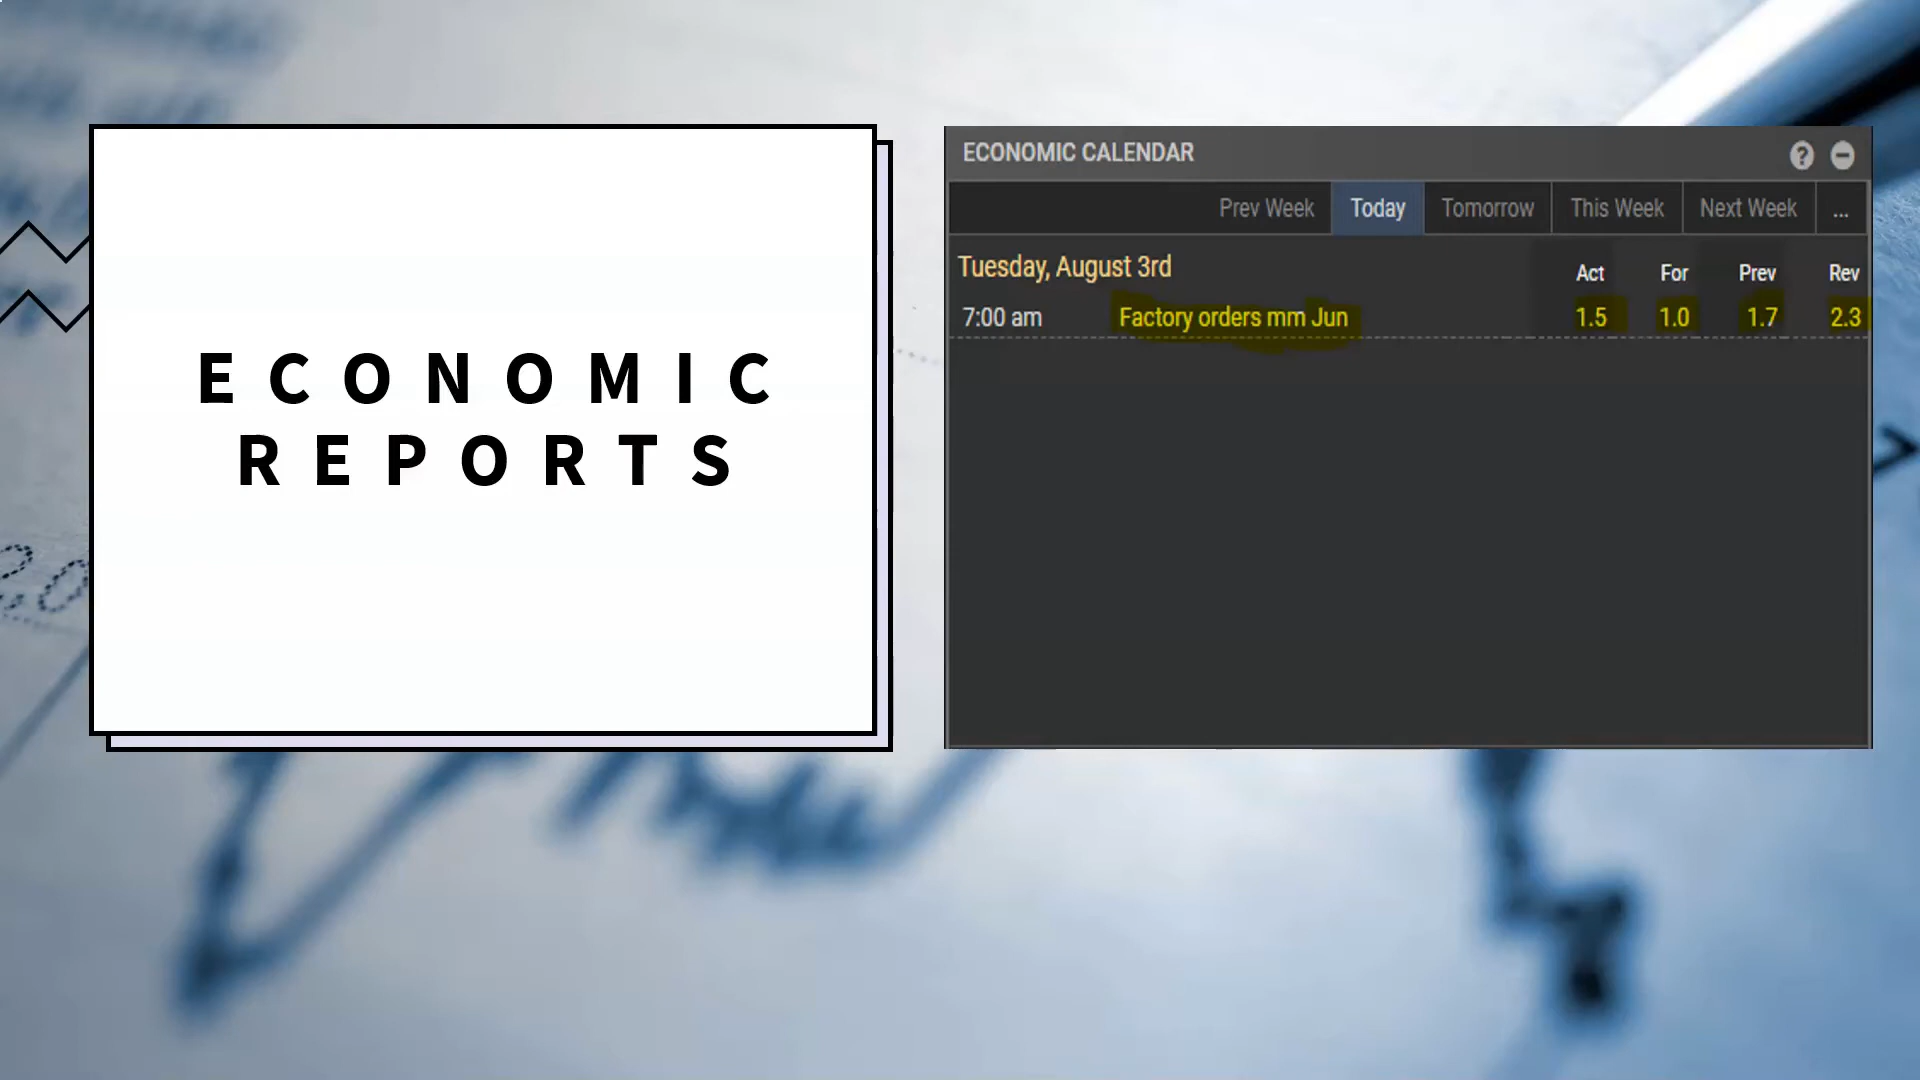 ECONOMIC
REPORTS
ECONOMIC CALENDAR
Prev Week Today Tomorrow This Week Next Week ...
Tuesday, August 3rd Act For Prev Rev
7:00 am Factory orders mm Jun 1.5 1.0 1.7 2.3